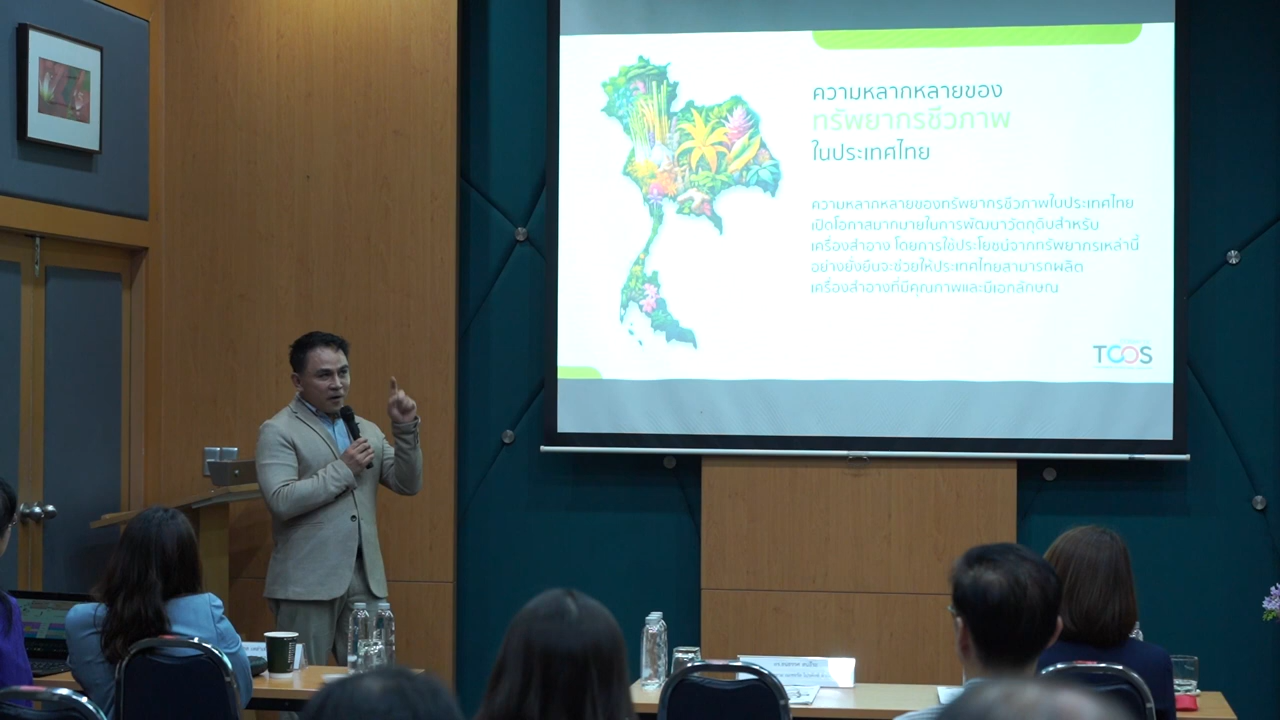 ความหลากหลายของ
ทรัพยากรชีวภาพ
ในประเทศไทย
ความหลากหลายของทรัพยากรชีวภาพในประเทศไทย
เปิดโอกาสมากมายในการพัฒนาวัตถุดิบสำหรับ
เครื่องสำอาง โดยการใช้ประโยชน์จากทรัพยากรเหล่านี้
อย่างยั่งยืนจะช่วยให้ประเทศไทยสามารถผลิต
เครื่องสำอางที่มีคุณภาพและมีเอกลักษณ์
TCOS